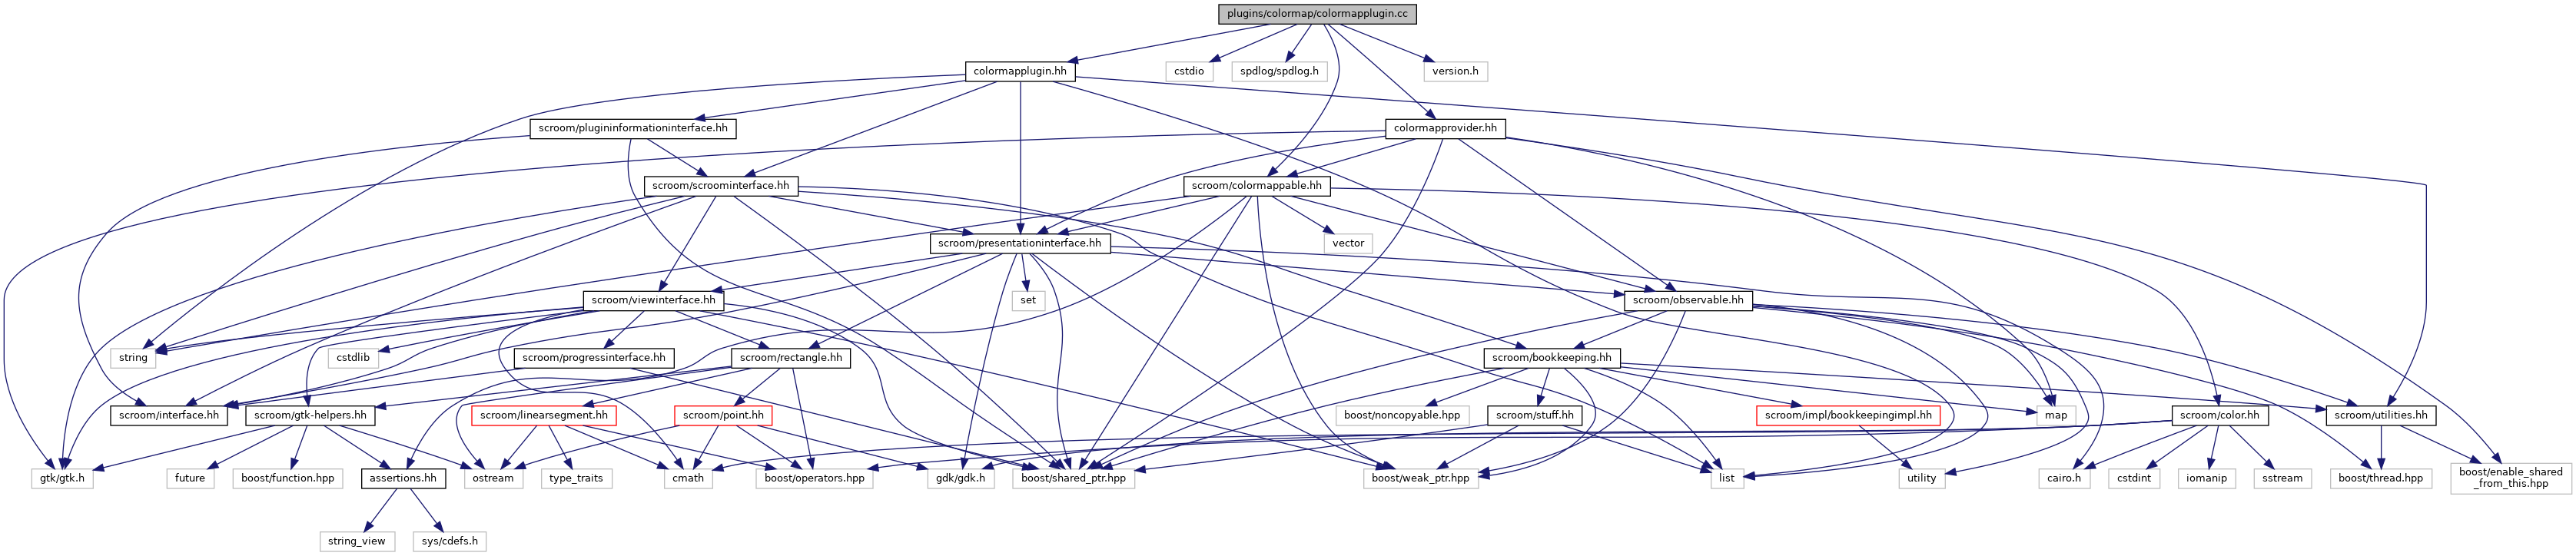 plugins/colormap/colormapplugin.cc
colormapplugin.hh
cstdio
spdlog/spdlog.h
version.h
scroom/plugininformationinterface.hh
colormapprovider.hh
scroom/scroominterface.hh
scroom/colormappable.hh
scroom/presentationinterface.hh
vector
scroom/viewinterface.hh
set
scroom/observable.hh
string
cstdlib
scroom/progressinterface.hh
scroom/rectangle.hh
scroom/bookkeeping.hh
scroom/interface.hh
scroom/gtk-helpers.hh
scroom/linearsegment.hh
scroom/point.hh
boost/noncopyable.hpp
scroom/stuff.hh
scroom/impl/bookkeepingimpl.hh
map
scroom/color.hh
scroom/utilities.hh
gtk/gtk.h
future
boost/function.hpp
assertions.hh
ostream
type_traits
cmath
boost/operators.hpp
gdk/gdk.h
boost/shared_ptr.hpp
boost/weak_ptr.hpp
list
utility
cairo.h
cstdint
iomanip
sstream
boost/thread.hpp
boost/enable_shared
_from_this.hpp
string_view
sys/cdefs.h